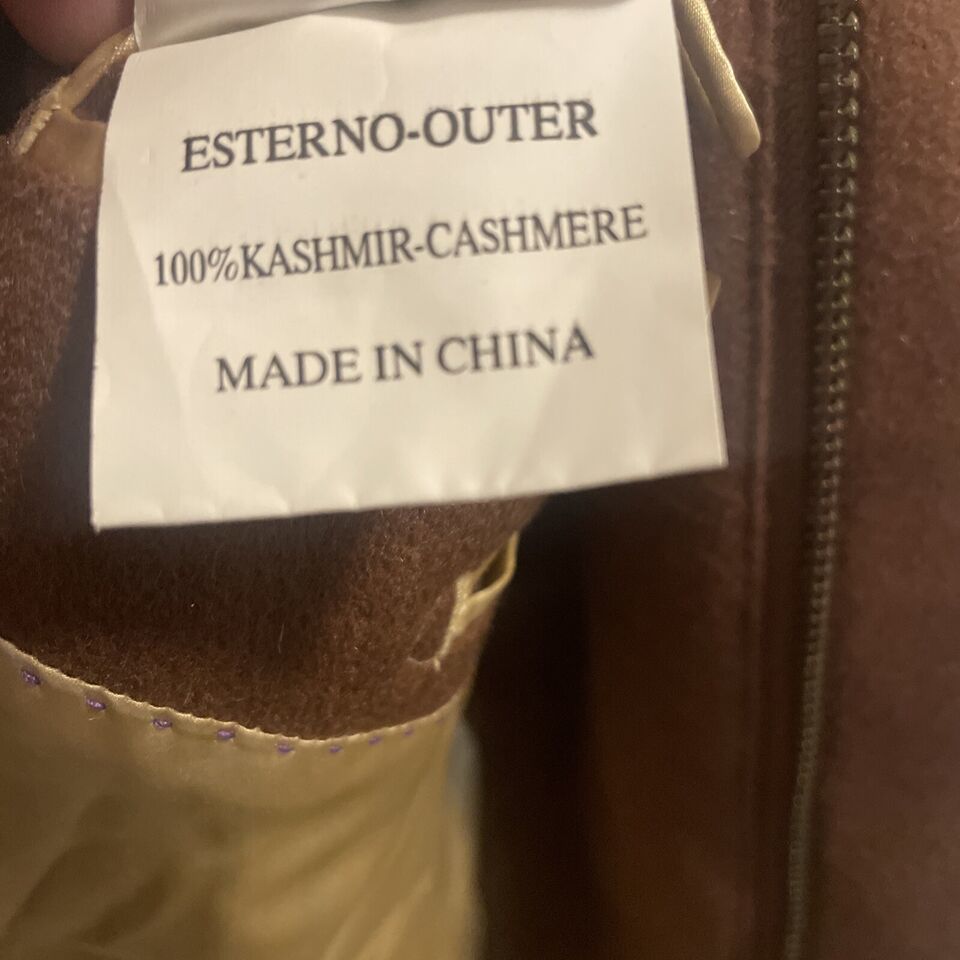 ESTERNO-OUTER
100%KASHMIR-CASHMERE
MADE IN CHINA